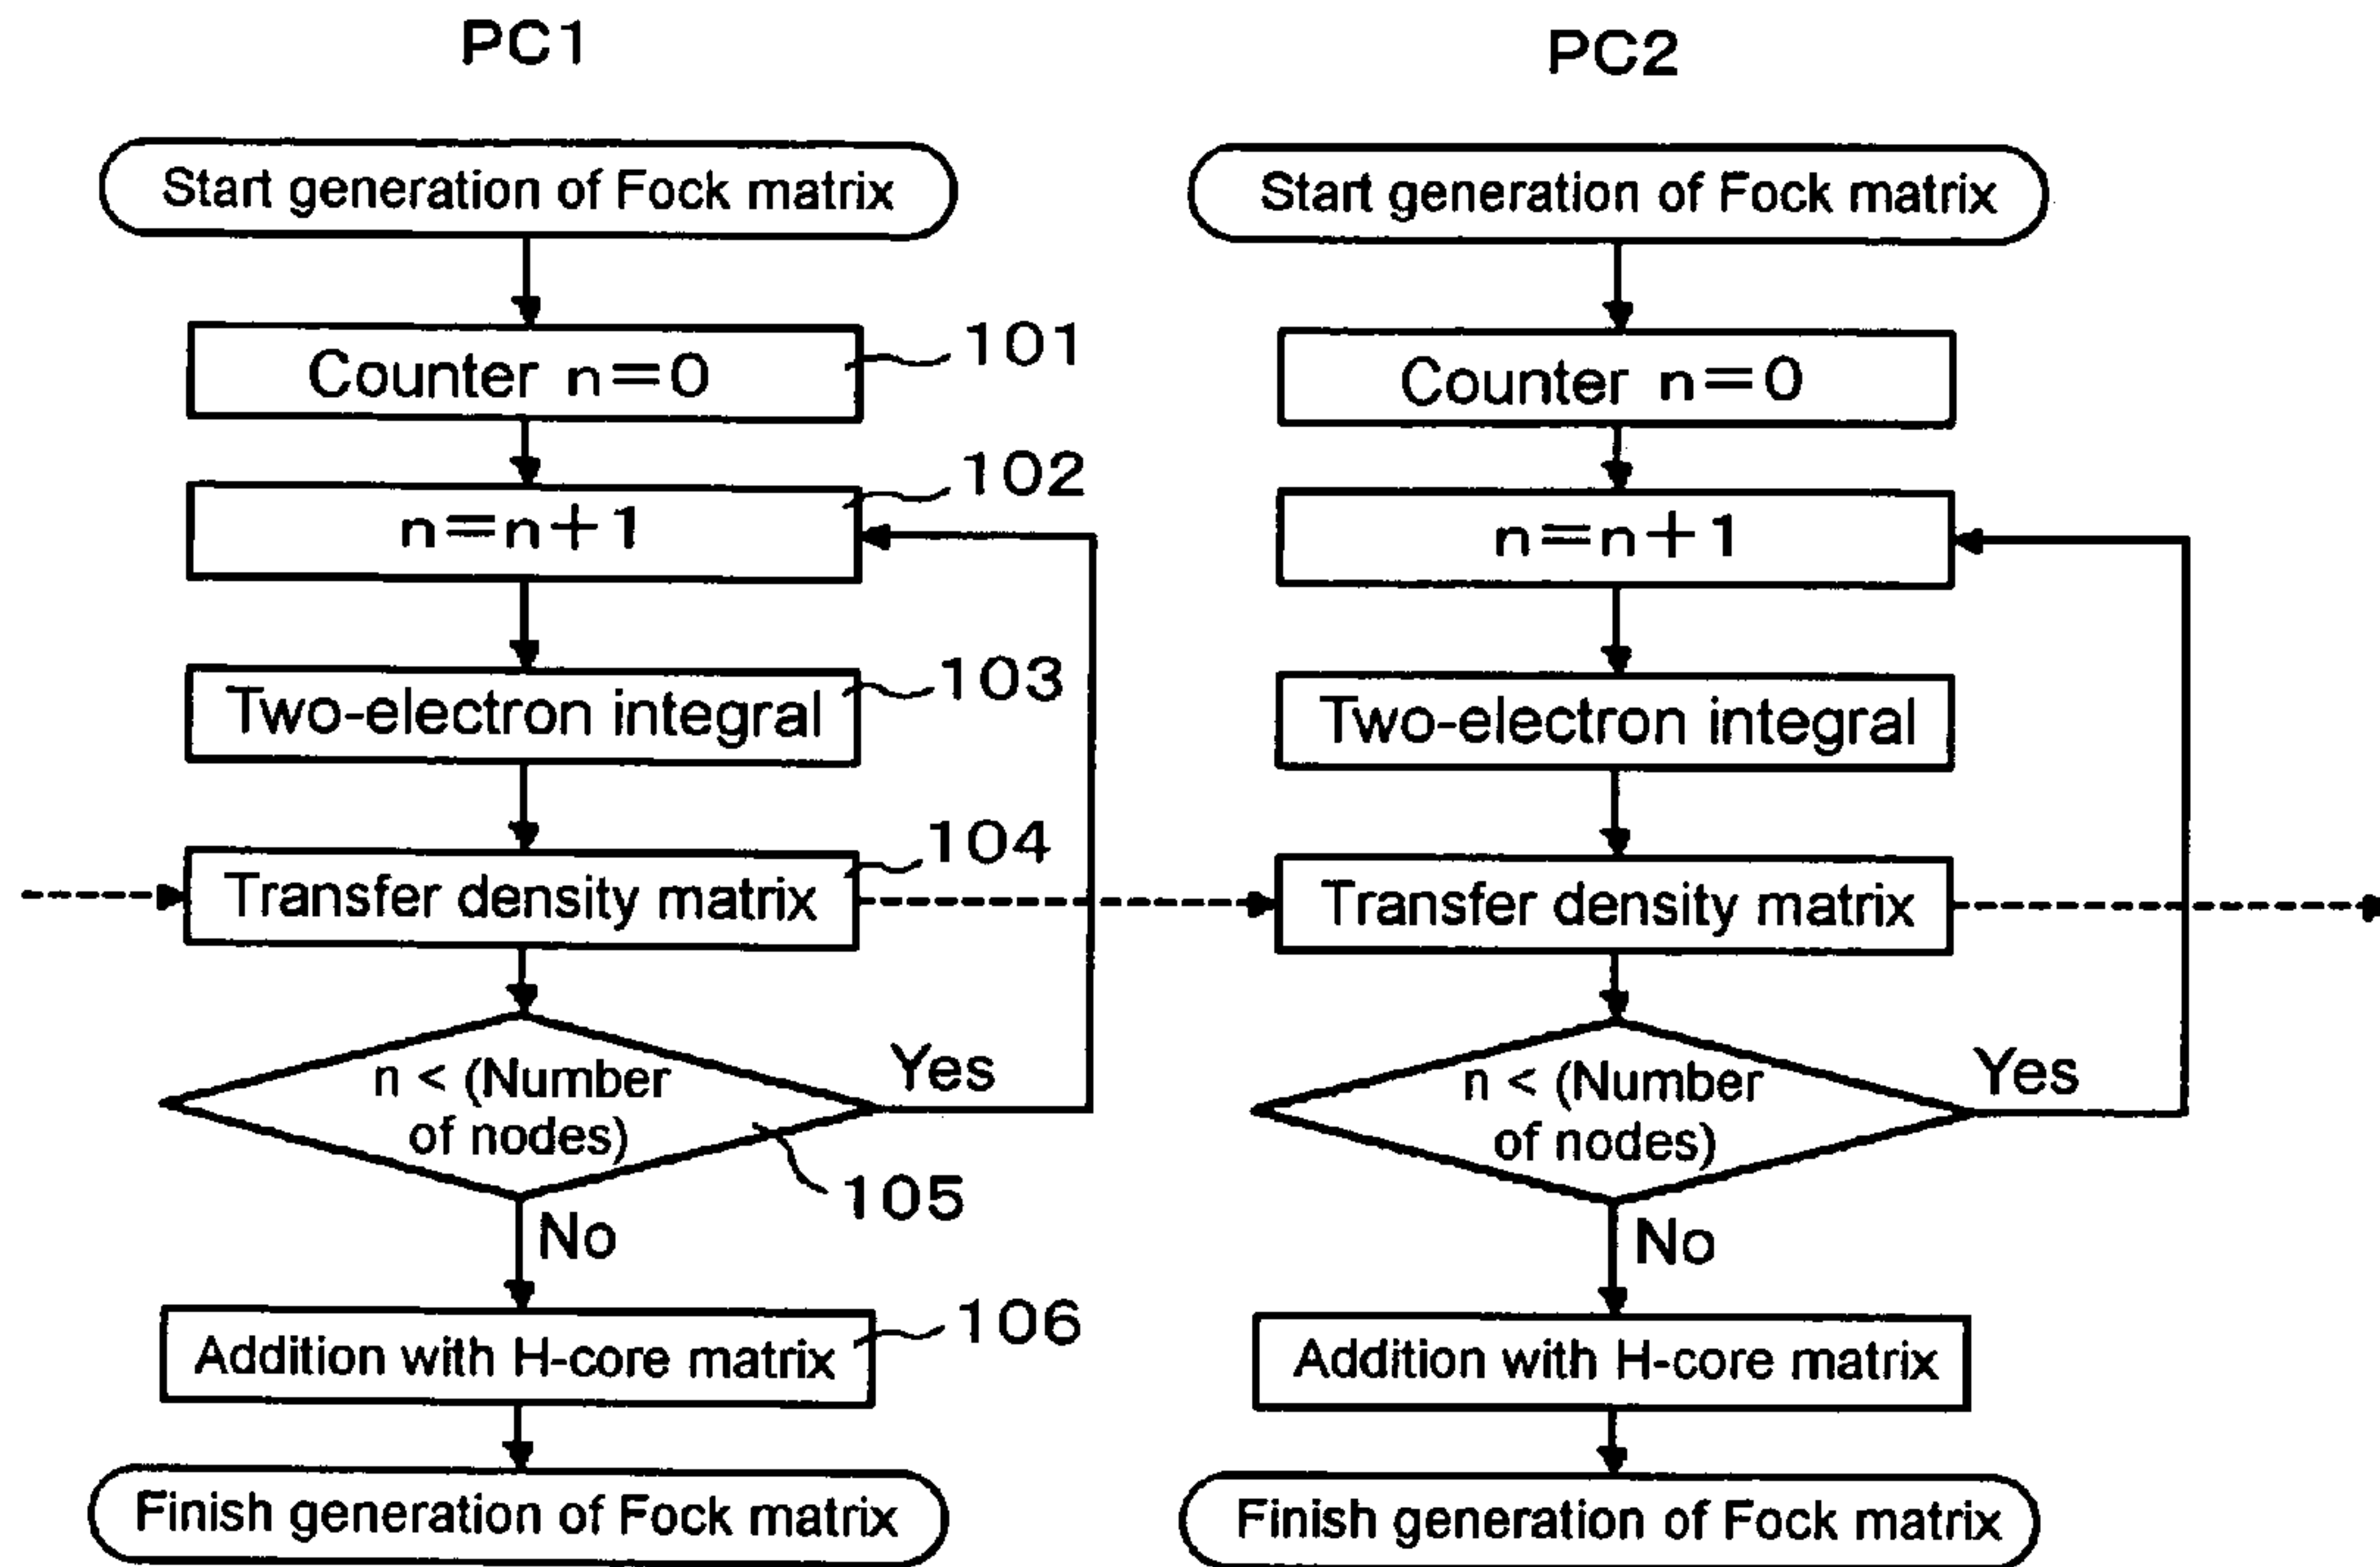 PC1
Start generation of Fock matrix
Counter n=0
101
n=n+1
102
Two-electron integral
103
Transfer density matrix
104
n < (Number
of nodes)
Yes
105
No
Addition with H-core matrix
106
Finish generation of Fock matrix
PC2
Start generation of Fock matrix
Counter n=0
n=n+1
Two-electron integral
Transfer density matrix
n < (Number
of nodes)
Yes
No
Addition with H-core matrix
Finish generation of Fock matrix